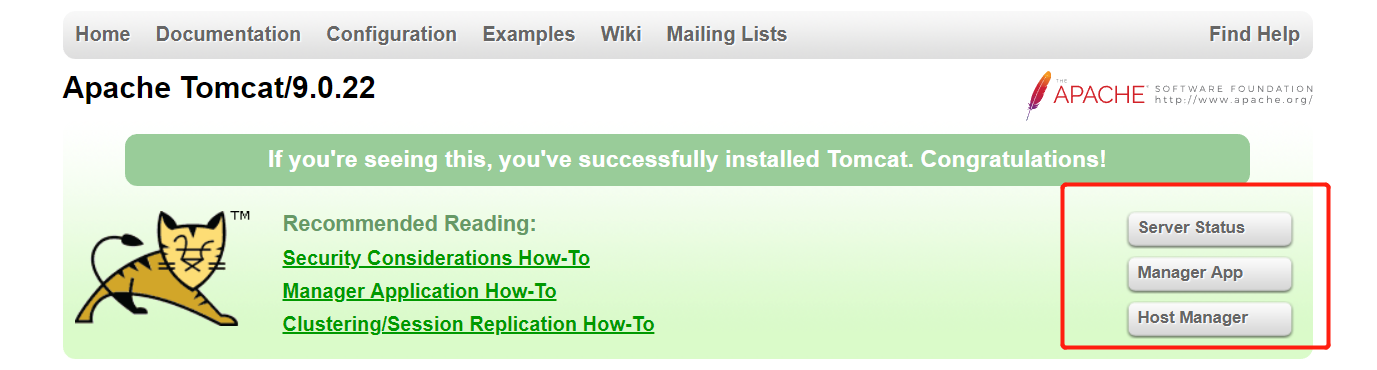 Home Documentation Configuration Examples Wiki Mailing Lists Find Help
Apache Tomcat/9.0.22
THE
APACHE® SOFTWARE FOUNDATION
http://www.apache.org/
If you're seeing this, you've successfully installed Tomcat. Congratulations!
TM
Recommended Reading:
Security Considerations How-To
Manager Application How-To
Clustering/Session Replication How-To
Server Status
Manager App
Host Manager